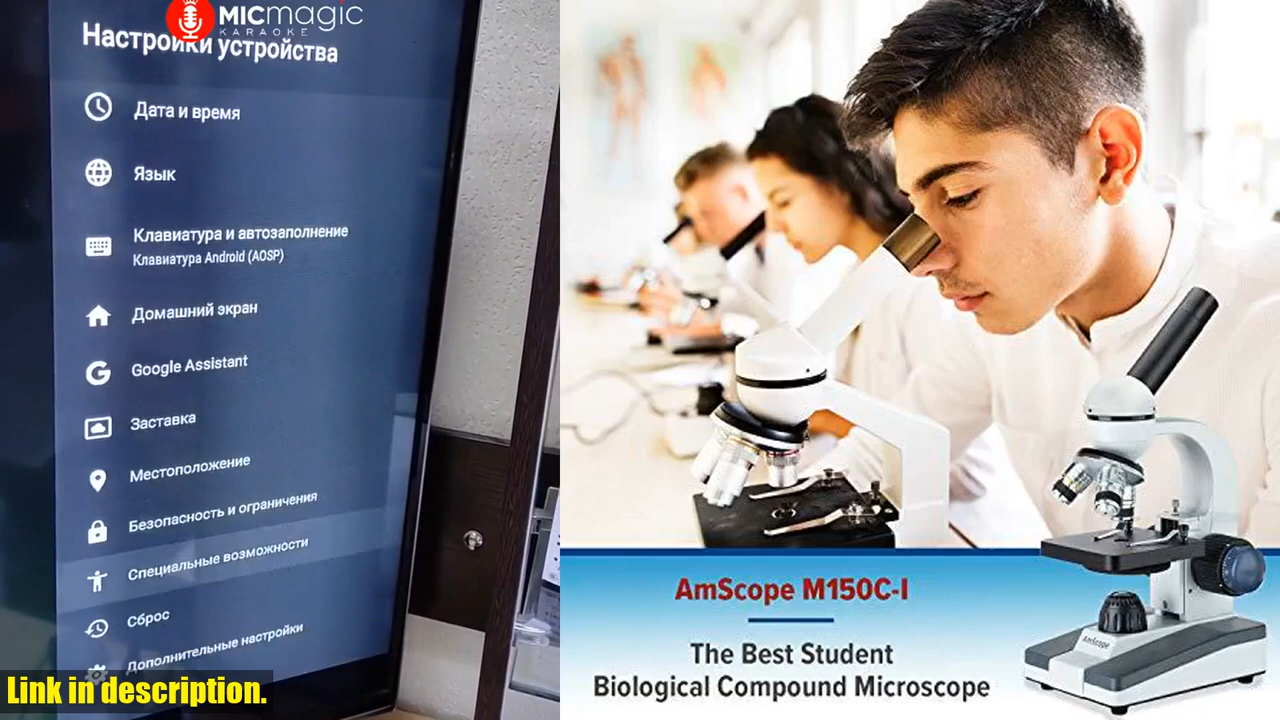 MICmagic
KARAOKE
Настройки устройства
Дата и время
Язык
Клавиатура и автозаполнение
Клавиатура Android (AOSP)
Домашний экран
Google Assistant
Заставка
Местоположение
Безопасность и ограничения
Специальные возможности
Сброс
Дополнительные настройки
Link in description.
AmScope M150C-I
The Best Student
Biological Compound Microscope
AmScope